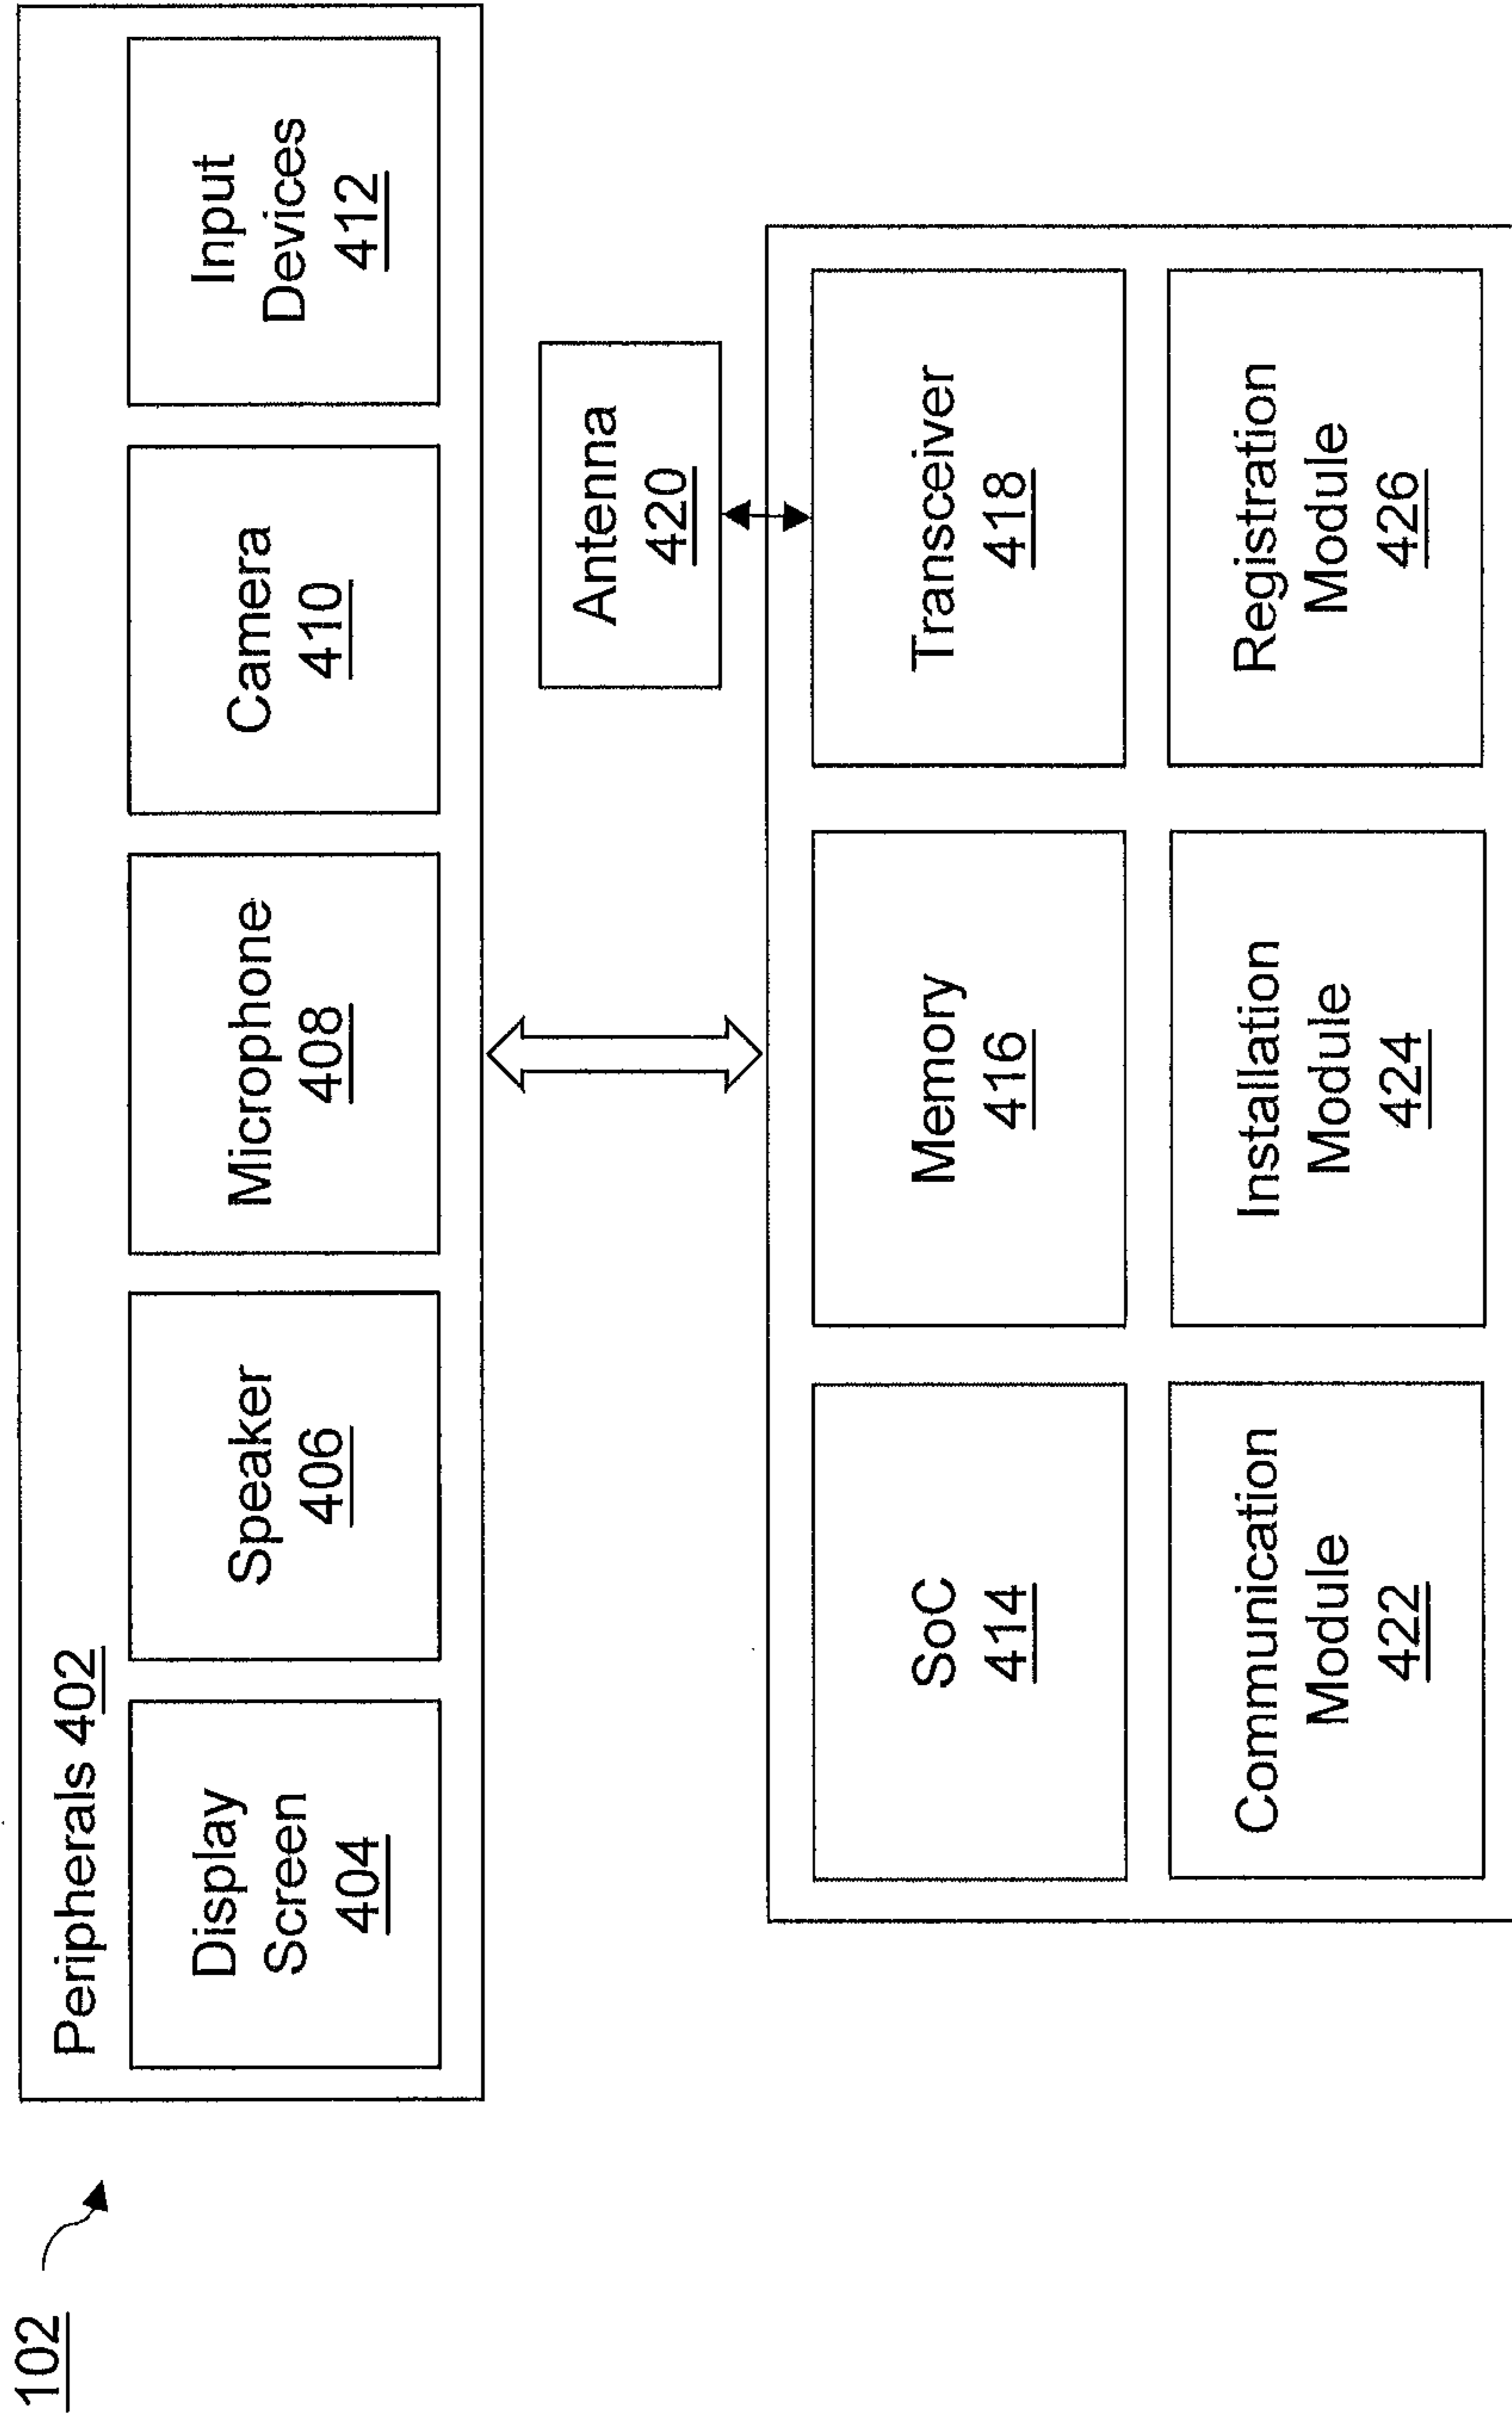 102
Peripherals 402
Display
Screen
404
Speaker
406
Microphone
408
Camera
410
Input
Devices
412
Antenna
420
SoC
414
Memory
416
Transceiver
418
Communication
Module
422
Installation
Module
424
Registration
Module
426